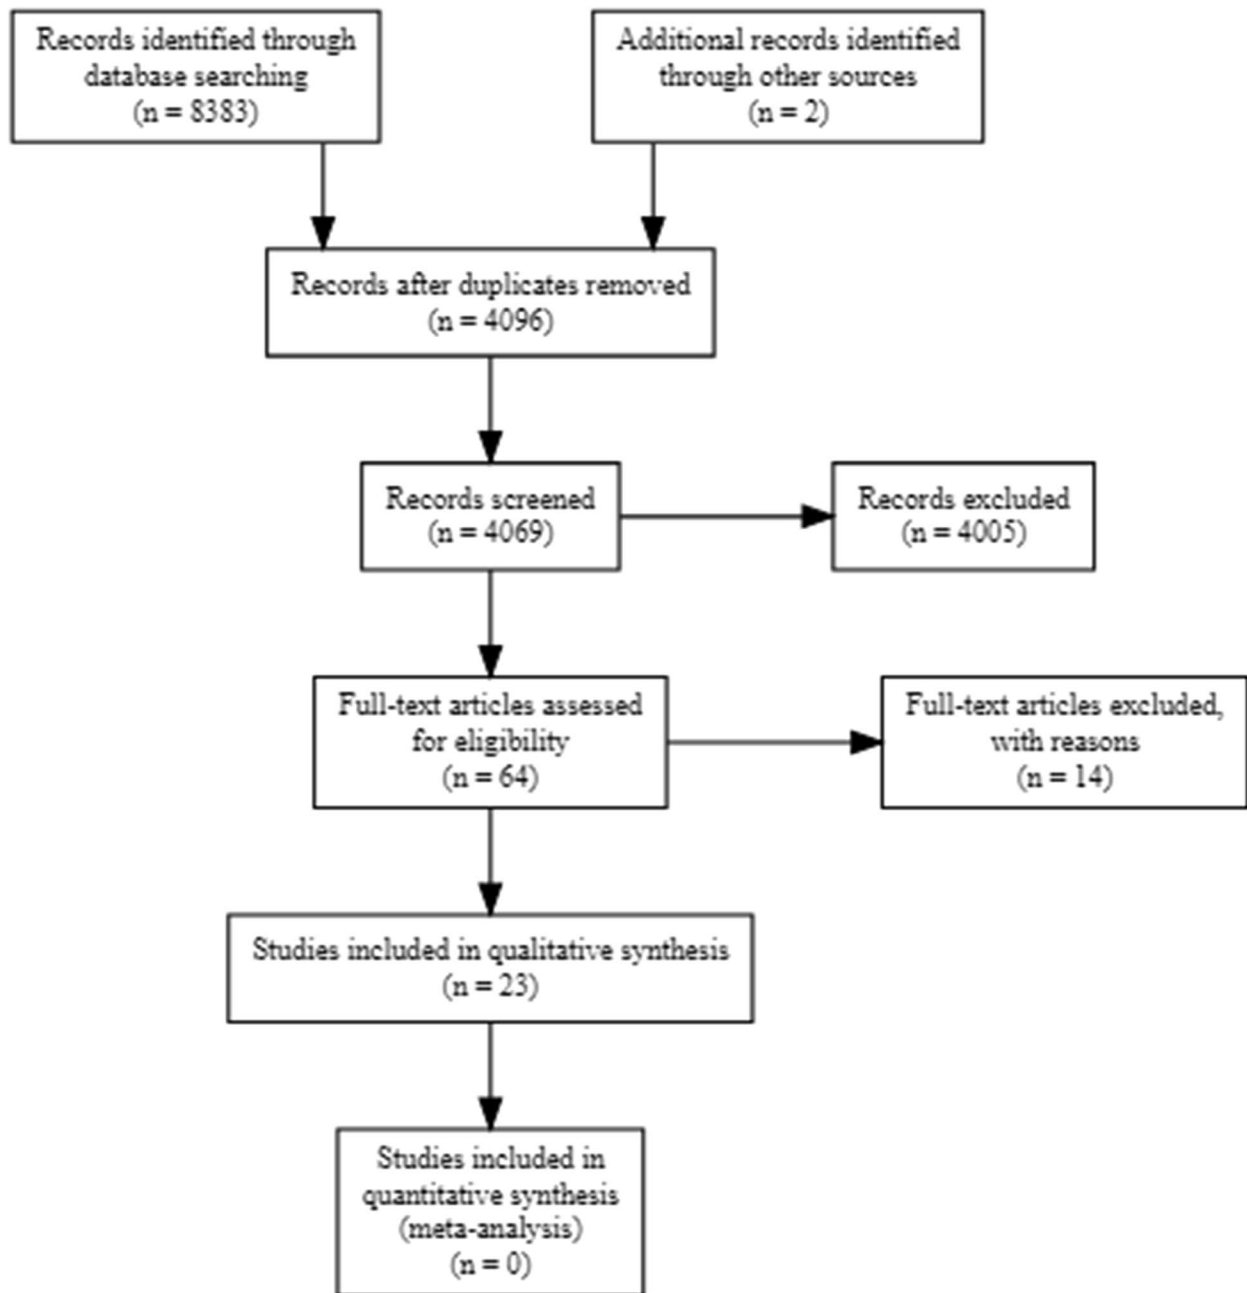 Records identified through
database searching
(n = 8383)
Additional records identified
through other sources
(n = 2)
Records after duplicates removed
(n = 4096)
Records screened
(n = 4069)
Records excluded
(n = 4005)
Full-text articles assessed
for eligibility
(n = 64)
Full-text articles excluded,
with reasons
(n = 14)
Studies included in qualitative synthesis
(n = 23)
Studies included in
quantitative synthesis
(meta-analysis)
(n = 0)